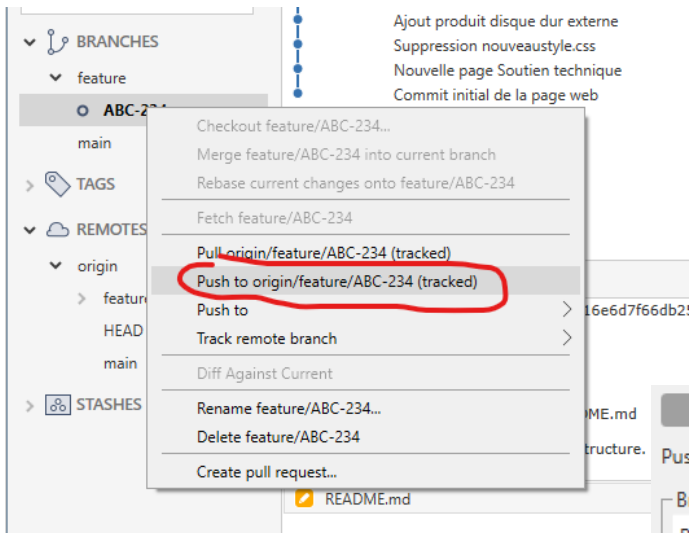 Ajout produit disque dur externe
BRANCHES
Suppression nouveaustyle.css
feature
Nouvelle page Soutien technique
Commit initial de la page web
Checkout feature/ABC-234...
main
Merge feature/ABC-234 into current branch
TAGS
Rebase current changes onto feature/ABC-234
Fetch feature/ABC-234
REMOTES
Pull origin/feature/ABC-234 (tracked)
origin
Push to origin/feature/ABC-234 (tracked)
Push to
HEAD
Track remote branch
main
Diff Against Current
STASHES
Rename feature/ABC-234...
Delete feature/ABC-234
Create pull request...
README.md